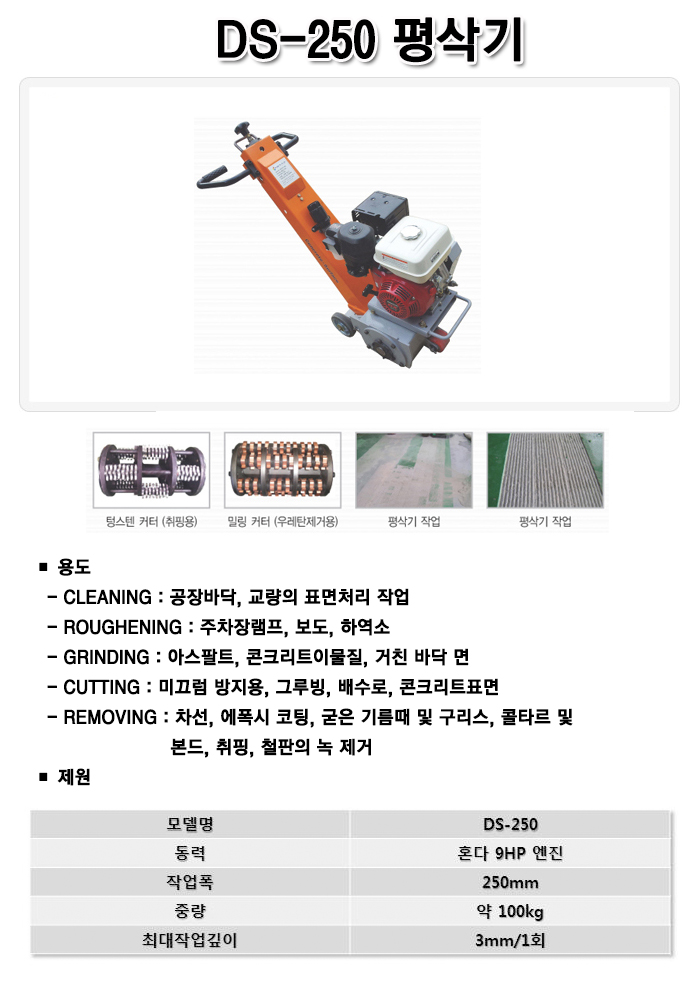 DS-250 평삭기
텅스텐 커터 (취핑용)
밀링 커터 (우레탄제거용)
평삭기 작업
평삭기 작업
■ 용도
- CLEANING : 공장바닥, 교량의 표면처리 작업
- ROUGHENING : 주차장램프, 보도, 하역소
- GRINDING : 아스팔트, 콘크리트이물질, 거친 바닥 면
- CUTTING : 미끄럼 방지용, 그루빙, 배수로, 콘크리트표면
- REMOVING : 차선, 에폭시 코팅, 굳은 기름때 및 구리스, 콜타르 및
본드, 취핑, 철판의 녹 제거
■ 제원
모델명 DS-250
동력 혼다 9HP 엔진
작업폭 250mm
중량 약 100kg
최대작업깊이 3mm/1회